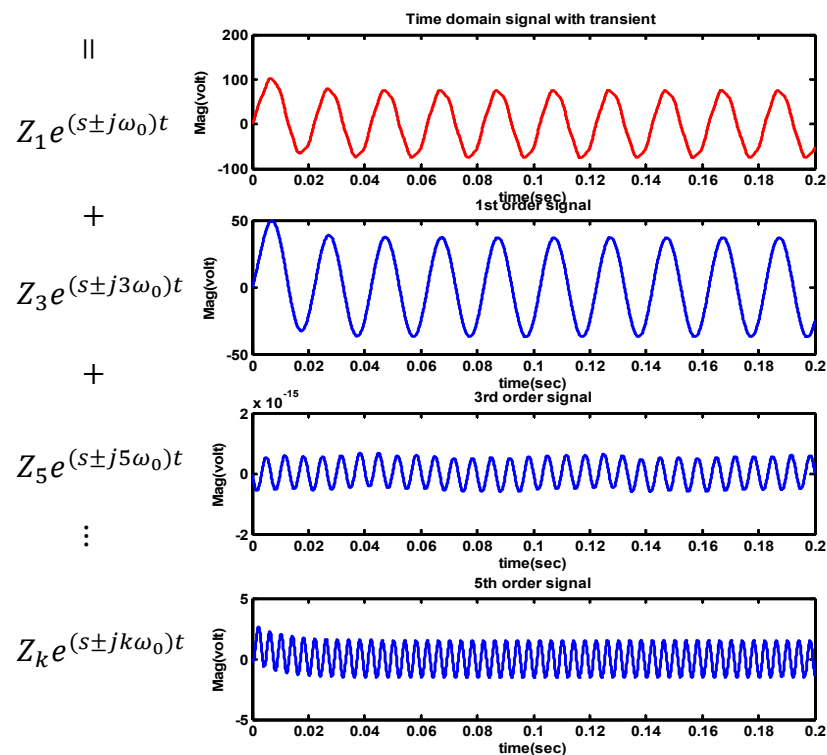 =
Z₁e^{(s±jω₀)t}
+
Z₃e^{(s±j3ω₀)t}
+
Z₅e^{(s±j5ω₀)t}
⋮
Z_k e^{(s±jkω₀)t}
Time domain signal with transient
Mag(volt)
200
100
0
-100
0 0.02 0.04 0.06 0.08 0.1 0.12 0.14 0.16 0.18 0.2
time(sec)
1st order signal
Mag(volt)
50
0
-50
0 0.02 0.04 0.06 0.08 0.1 0.12 0.14 0.16 0.18 0.2
time(sec)
3rd order signal
x 10^{-15}
Mag(volt)
2
0
-2
0 0.02 0.04 0.06 0.08 0.1 0.12 0.14 0.16 0.18 0.2
time(sec)
5th order signal
Mag(volt)
5
0
-5
0 0.02 0.04 0.06 0.08 0.1 0.12 0.14 0.16 0.18 0.2
time(sec)